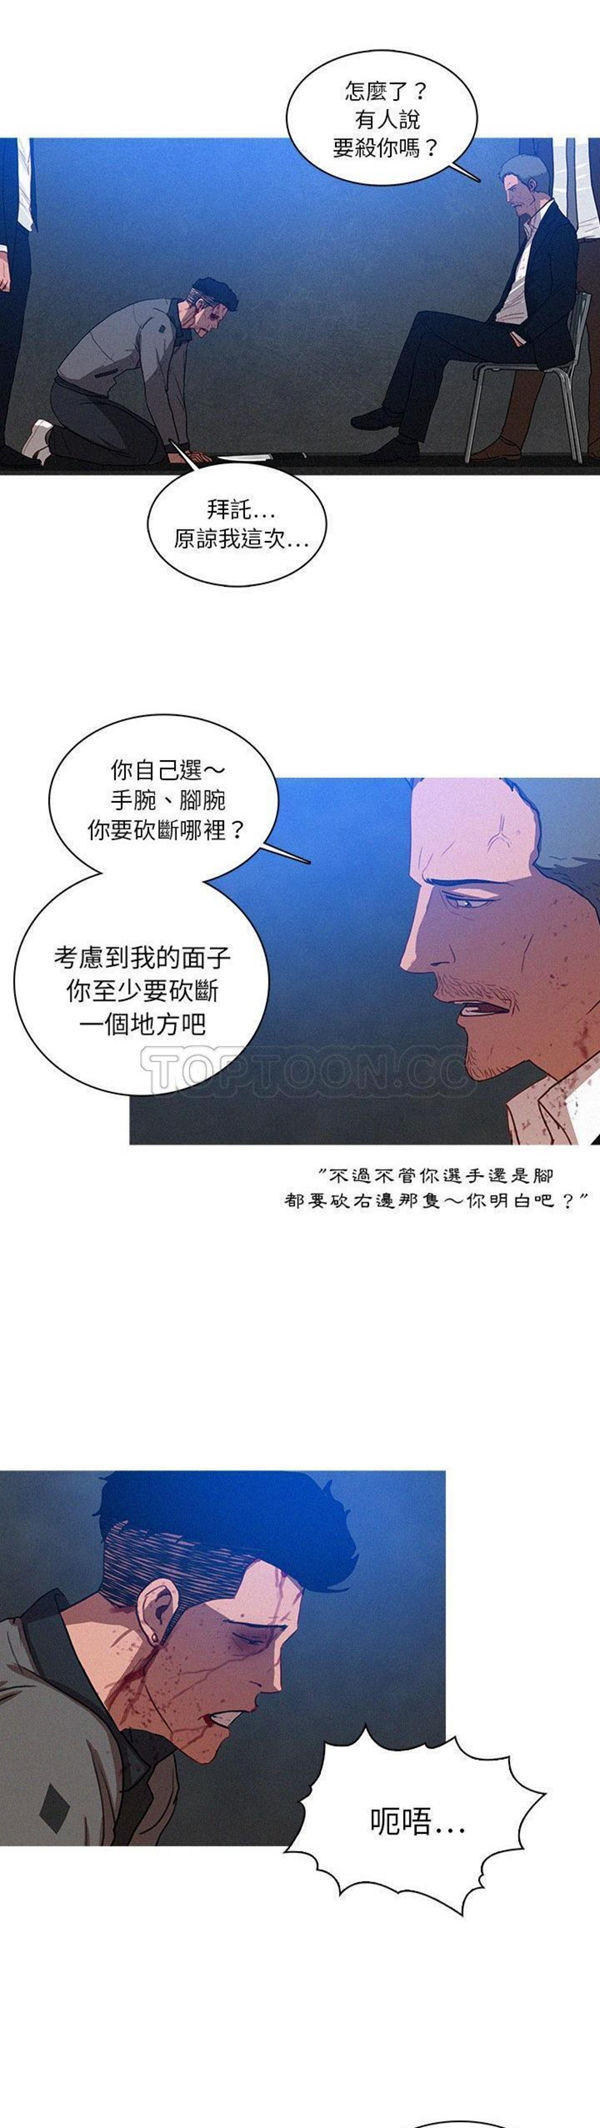 怎麼了？
有人說
要殺你嗎？
拜託...
原諒我這次...
你自己選～
手腕、腳腕
你要砍斷哪裡？
考慮到我的面子
你至少要砍斷
一個地方吧
TOPTOON.CO
"不過不管你選手還是腳
都要砍右邊那隻～你明白吧？"
呃唔...